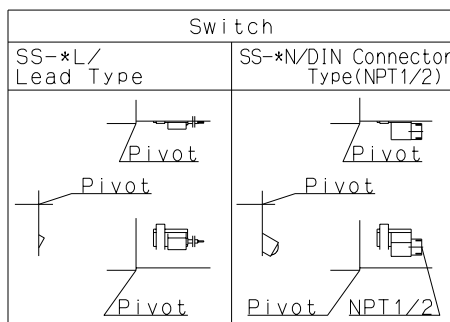 Switch
SS-*L/
Lead Type
SS-*N/DIN Connector
Type(NPT1/2)
Pivot
Pivot
Pivot
Pivot
Pivot
Pivot
NPT1/2